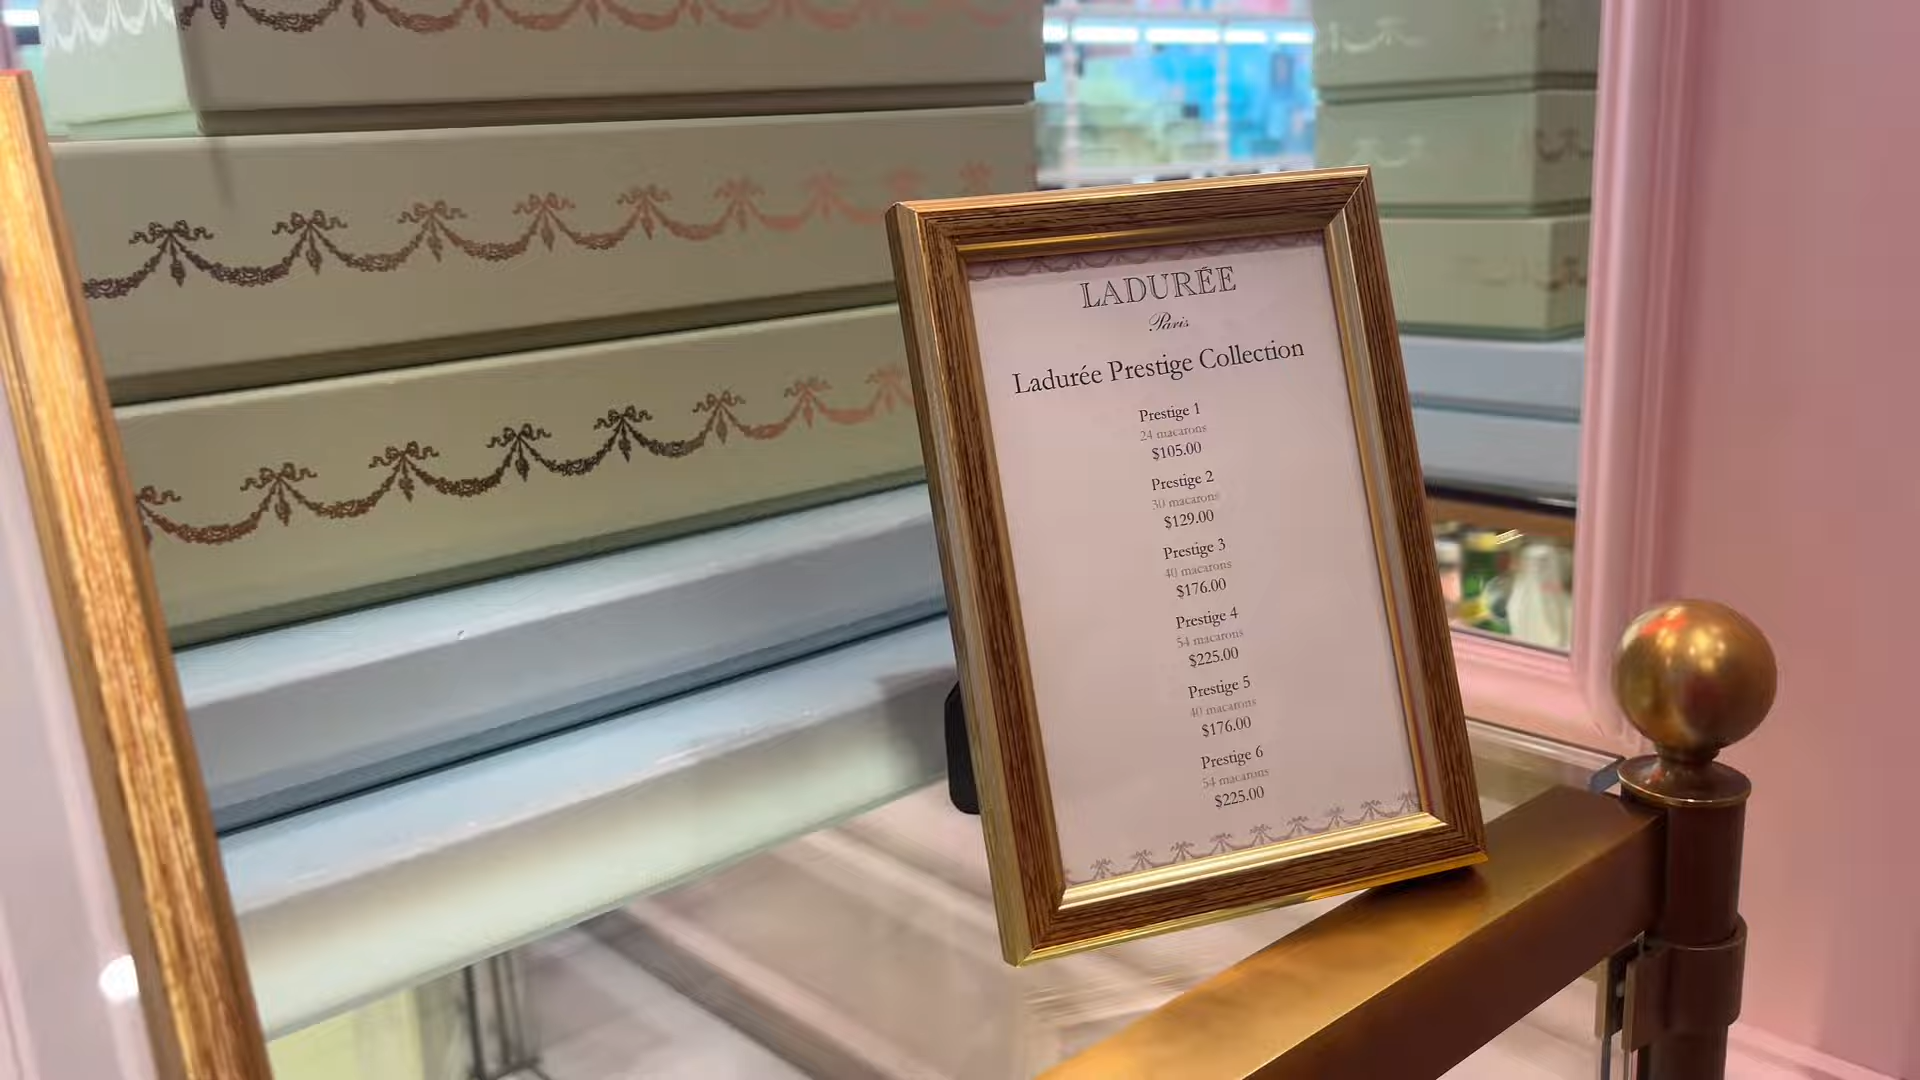 LADURÉE
Paris
Ladurée Prestige Collection
Prestige 1
24 macarons
$105.00
Prestige 2
30 macarons
$129.00
Prestige 3
40 macarons
$176.00
Prestige 4
54 macarons
$225.00
Prestige 5
40 macarons
$176.00
Prestige 6
54 macarons
$225.00